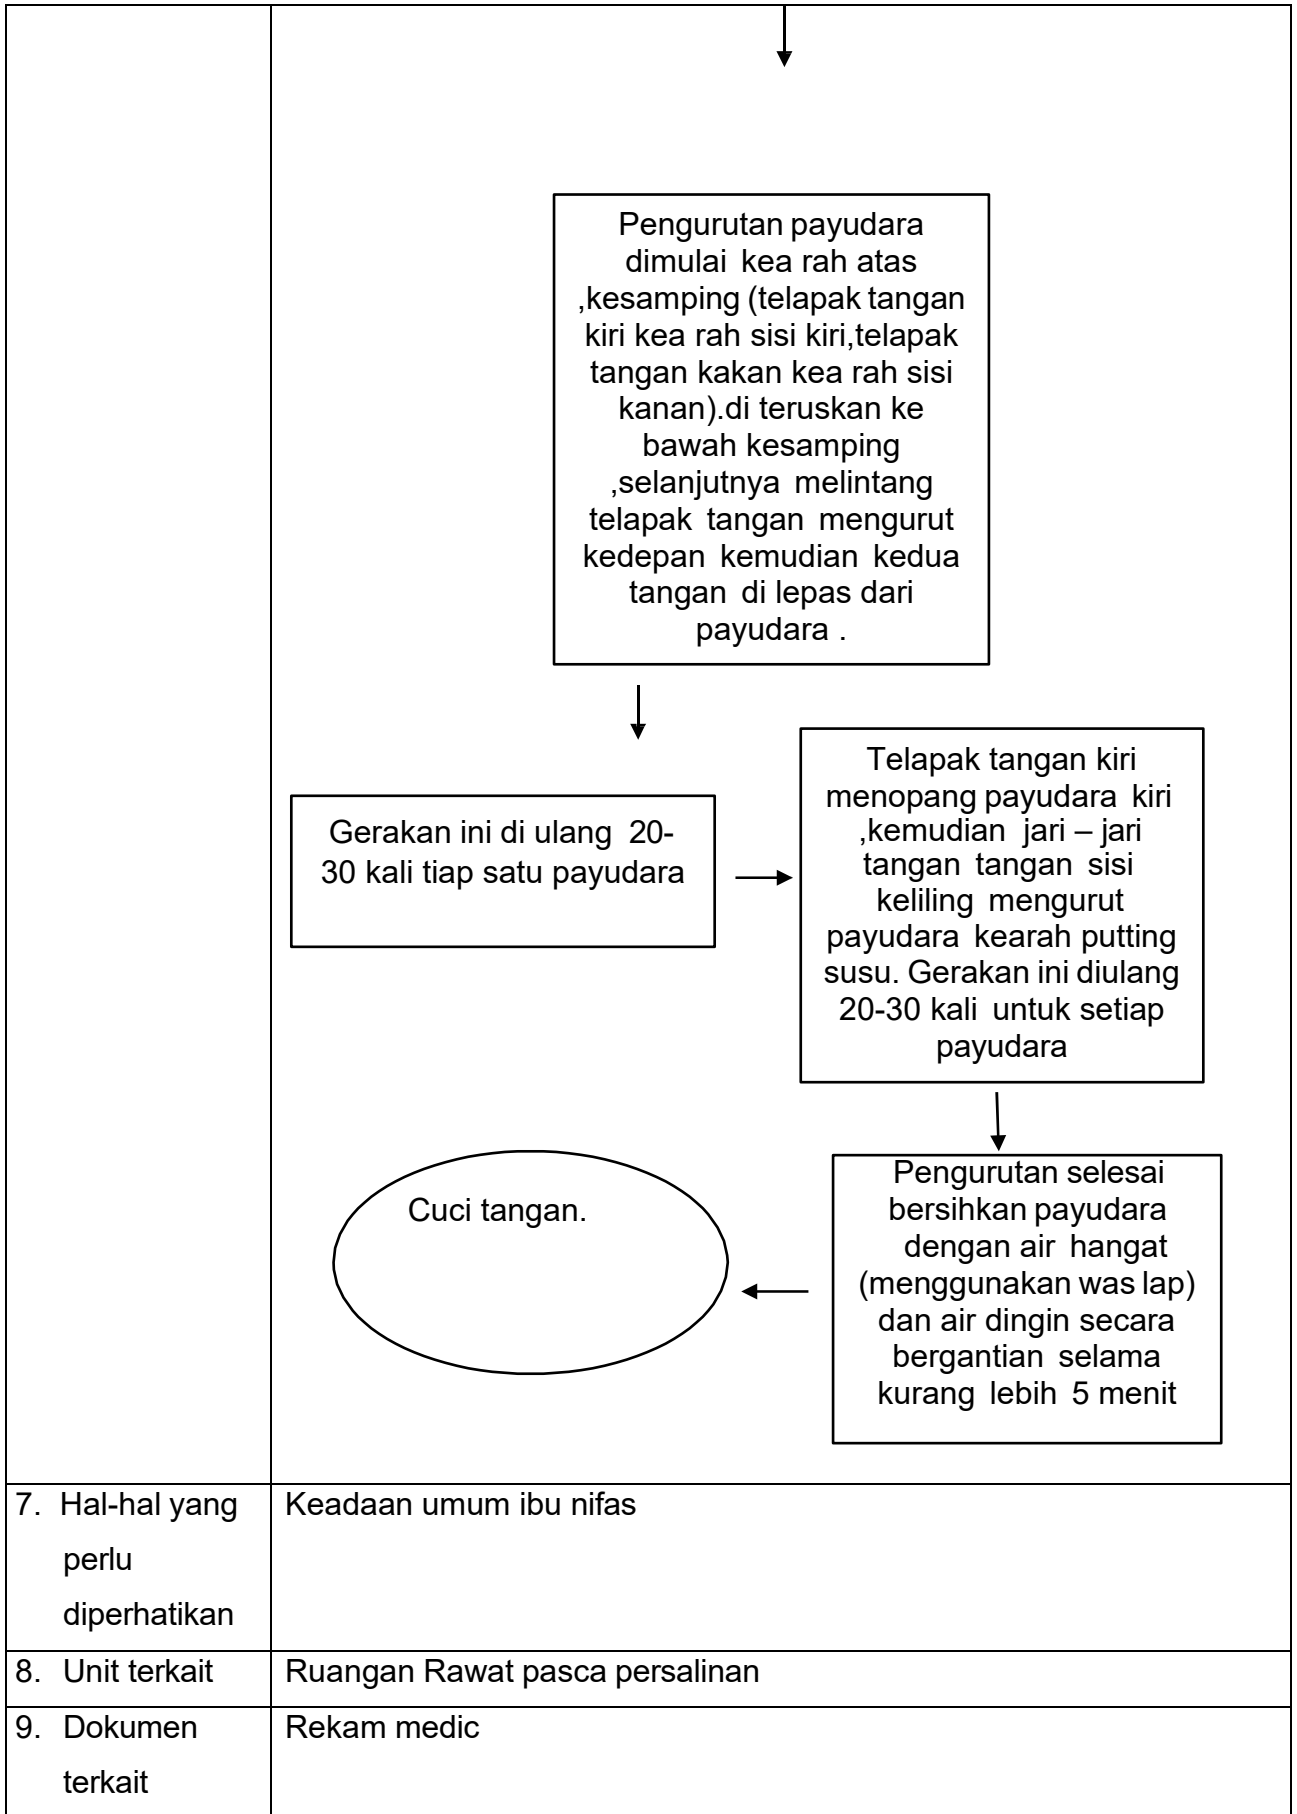 Pengurutan payudara
dimulai kea rah atas
,kesamping (telapak tangan
kiri kea rah sisi kiri,telapak
tangan kakan kea rah sisi
kanan).di teruskan ke
bawah kesamping
,selanjutnya melintang
telapak tangan mengurut
kedepan kemudian kedua
tangan di lepas dari
payudara .
Gerakan ini di ulang 20-
30 kali tiap satu payudara
Telapak tangan kiri
menopang payudara kiri
,kemudian jari – jari
tangan tangan sisi
keliling mengurut
payudara kearah putting
susu. Gerakan ini diulang
20-30 kali untuk setiap
payudara
Pengurutan selesai
bersihkan payudara
dengan air hangat
(menggunakan was lap)
dan air dingin secara
bergantian selama
kurang lebih 5 menit
Cuci tangan.
7. Hal-hal yang
perlu
diperhatikan
Keadaan umum ibu nifas
8. Unit terkait
Ruangan Rawat pasca persalinan
9. Dokumen
terkait
Rekam medic